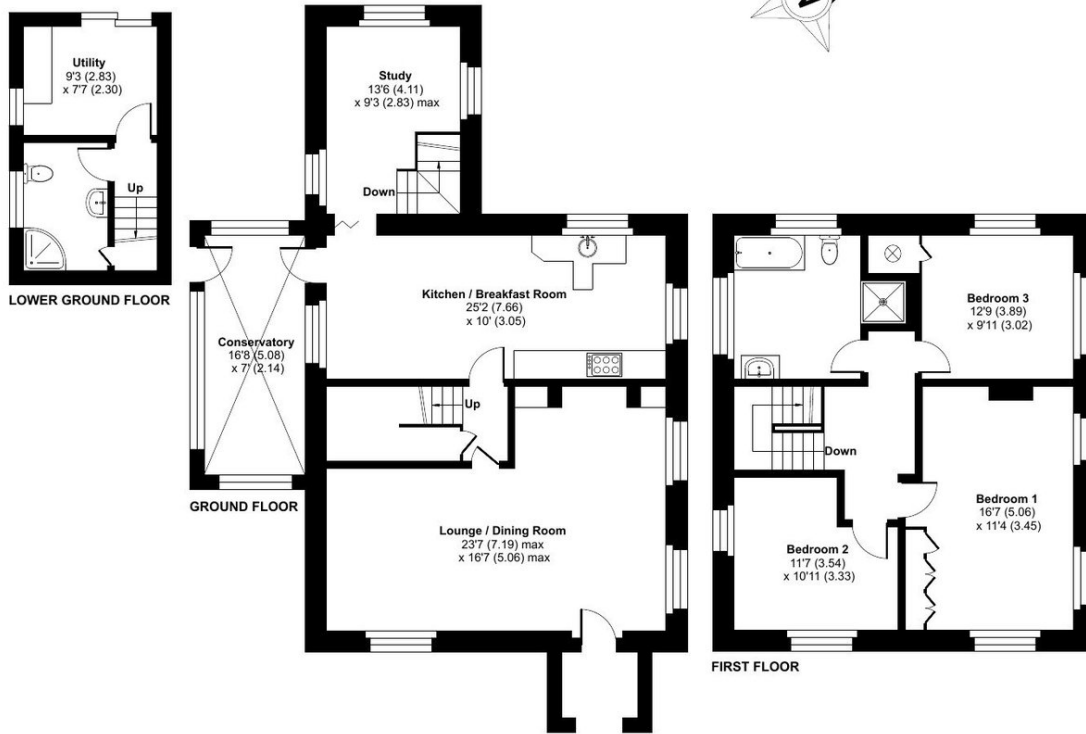 Utility
9'3 (2.83)
x 7'7 (2.30)
Up
LOWER GROUND FLOOR
Study
13'6 (4.11)
x 9'3 (2.83) max
Down
Kitchen / Breakfast Room
25'2 (7.66)
x 10' (3.05)
Conservatory
16'8 (5.08)
x 7' (2.14)
Up
Lounge / Dining Room
23'7 (7.19) max
x 16'7 (5.06) max
GROUND FLOOR
Bedroom 3
12'9 (3.89)
x 9'11 (3.02)
Down
Bedroom 1
16'7 (5.06)
x 11'4 (3.45)
Bedroom 2
11'7 (3.54)
x 10'11 (3.33)
FIRST FLOOR